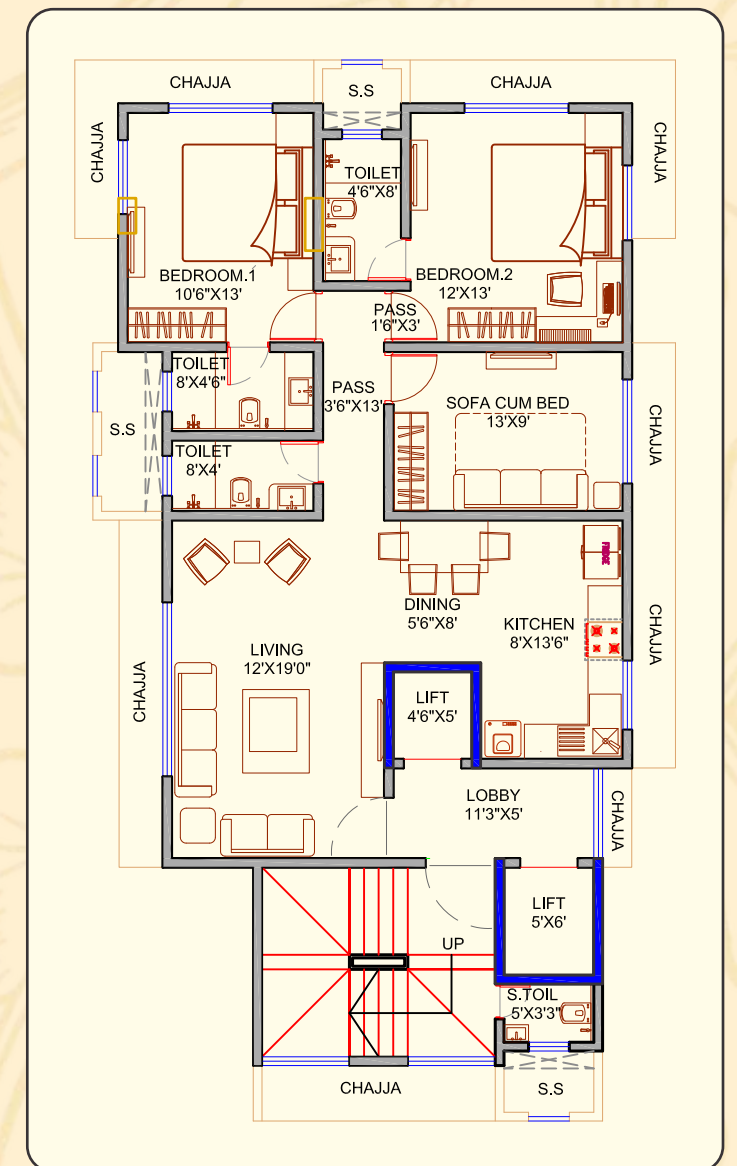 CHAJJA
S.S
CHAJJA
CHAJJA
CHAJJA
TOILET
4'6"X8'
BEDROOM.1
10'6"X13'
BEDROOM.2
12'X13'
PASS
1'6"X3'
TOILET
8'X4'6"
PASS
3'6"X13'
SOFA CUM BED
13'X9'
CHAJJA
S.S
TOILET
8'X4'
FRIDGE
DINING
5'6"X8'
KITCHEN
8'X13'6"
CHAJJA
LIVING
12'X19'0"
CHAJJA
LIFT
4'6"X5'
LOBBY
11'3"X5'
CHAJJA
LIFT
5'X6'
UP
S.TOIL
5'X3'3"
CHAJJA
S.S